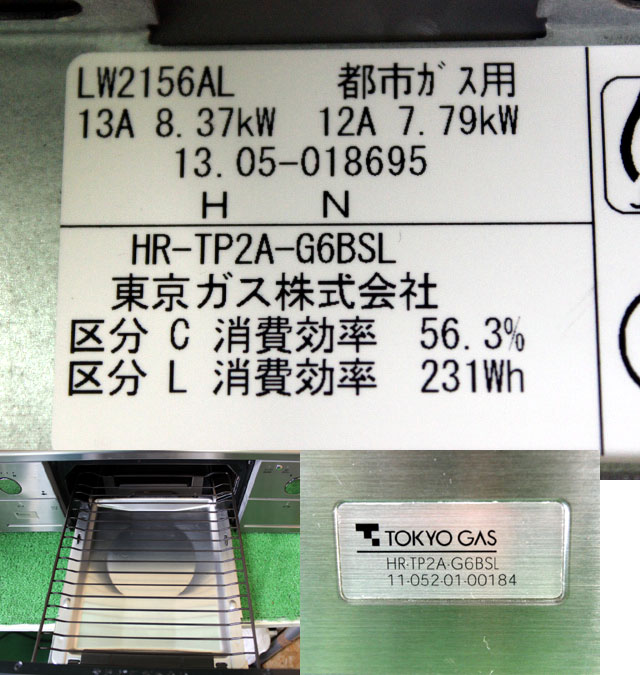 LW2156AL 都市ガス用
13A 8.37kW 12A 7.79kW
13.05-018695
H N
HR-TP2A-G6BSL
東京ガス株式会社
区分 C 消費効率 56.3%
区分 L 消費効率 231Wh
TOKYO GAS
HR·TP2A·G6BSL
11-052-01-00184